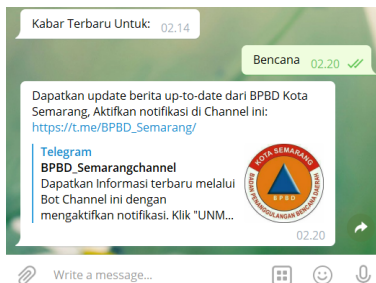 Kabar Terbaru Untuk: 02.14
Bencana 02.20
Dapatkan update berita up-to-date dari BPBD Kota
Semarang, Aktifkan notifikasi di Channel ini:
https://t.me/BPBD_Semarang/
Telegram
BPBD_Semarangchannel
Dapatkan Informasi terbaru melalui
Bot Channel ini dengan
mengaktifkan notifikasi. Klik "UNM...
KOTA SEMARANG
BPBD
BADAN PENANGGULANGAN BENCANA DAERAH
02.20
Write a message...